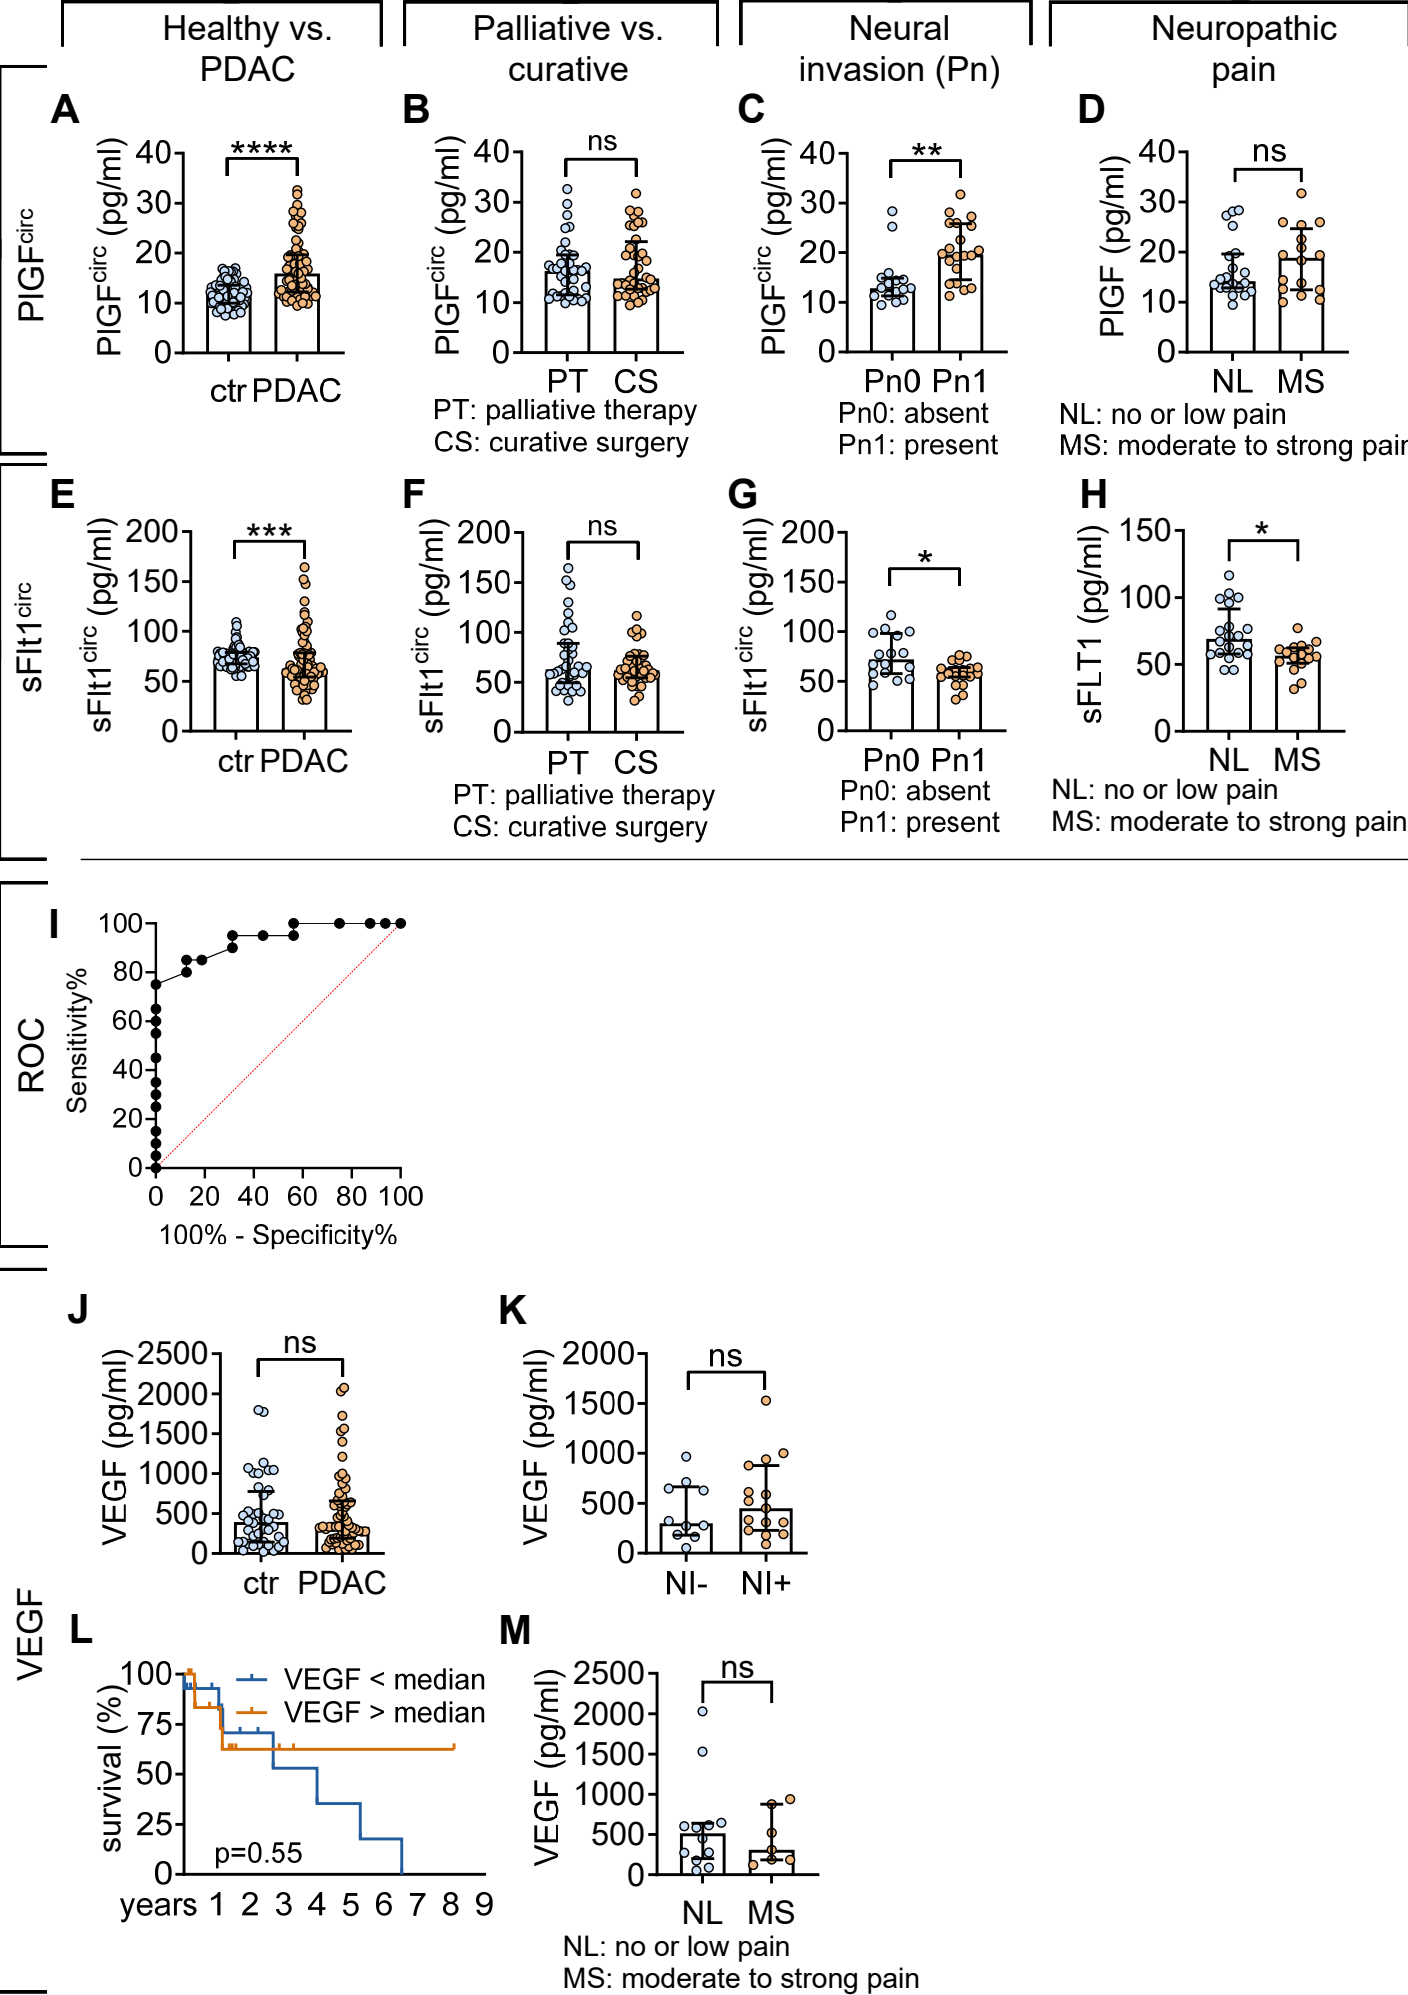 Healthy vs.
PDAC
Palliative vs.
curative
Neural
invasion (Pn)
Neuropathic
pain
PlGFcirc
A
PlGFcirc (pg/ml)
40
30
20
10
0
****
ctr PDAC
B
PlGFcirc (pg/ml)
40
30
20
10
0
ns
PT CS
PT: palliative therapy
CS: curative surgery
C
PlGFcirc (pg/ml)
40
30
20
10
0
**
Pn0 Pn1
Pn0: absent
Pn1: present
D
PlGF (pg/ml)
40
30
20
10
0
ns
NL MS
NL: no or low pain
MS: moderate to strong pain
sFlt1circ
E
sFlt1circ (pg/ml)
200
150
100
50
0
***
ctr PDAC
F
sFlt1circ (pg/ml)
200
150
100
50
0
ns
PT CS
PT: palliative therapy
CS: curative surgery
G
sFlt1circ (pg/ml)
200
150
100
50
0
*
Pn0 Pn1
Pn0: absent
Pn1: present
H
sFLT1 (pg/ml)
150
100
50
0
*
NL MS
NL: no or low pain
MS: moderate to strong pain
ROC
I
Sensitivity%
100
80
60
40
20
0
0 20 40 60 80 100
100% - Specificity%
VEGF
J
VEGF (pg/ml)
2500
2000
1500
1000
500
0
ns
ctr PDAC
K
VEGF (pg/ml)
2000
1500
1000
500
0
ns
NI- NI+
L
survival (%)
100
75
50
25
0
VEGF < median
VEGF > median
p=0.55
years 1 2 3 4 5 6 7 8 9
M
VEGF (pg/ml)
2500
2000
1500
1000
500
0
ns
NL MS
NL: no or low pain
MS: moderate to strong pain